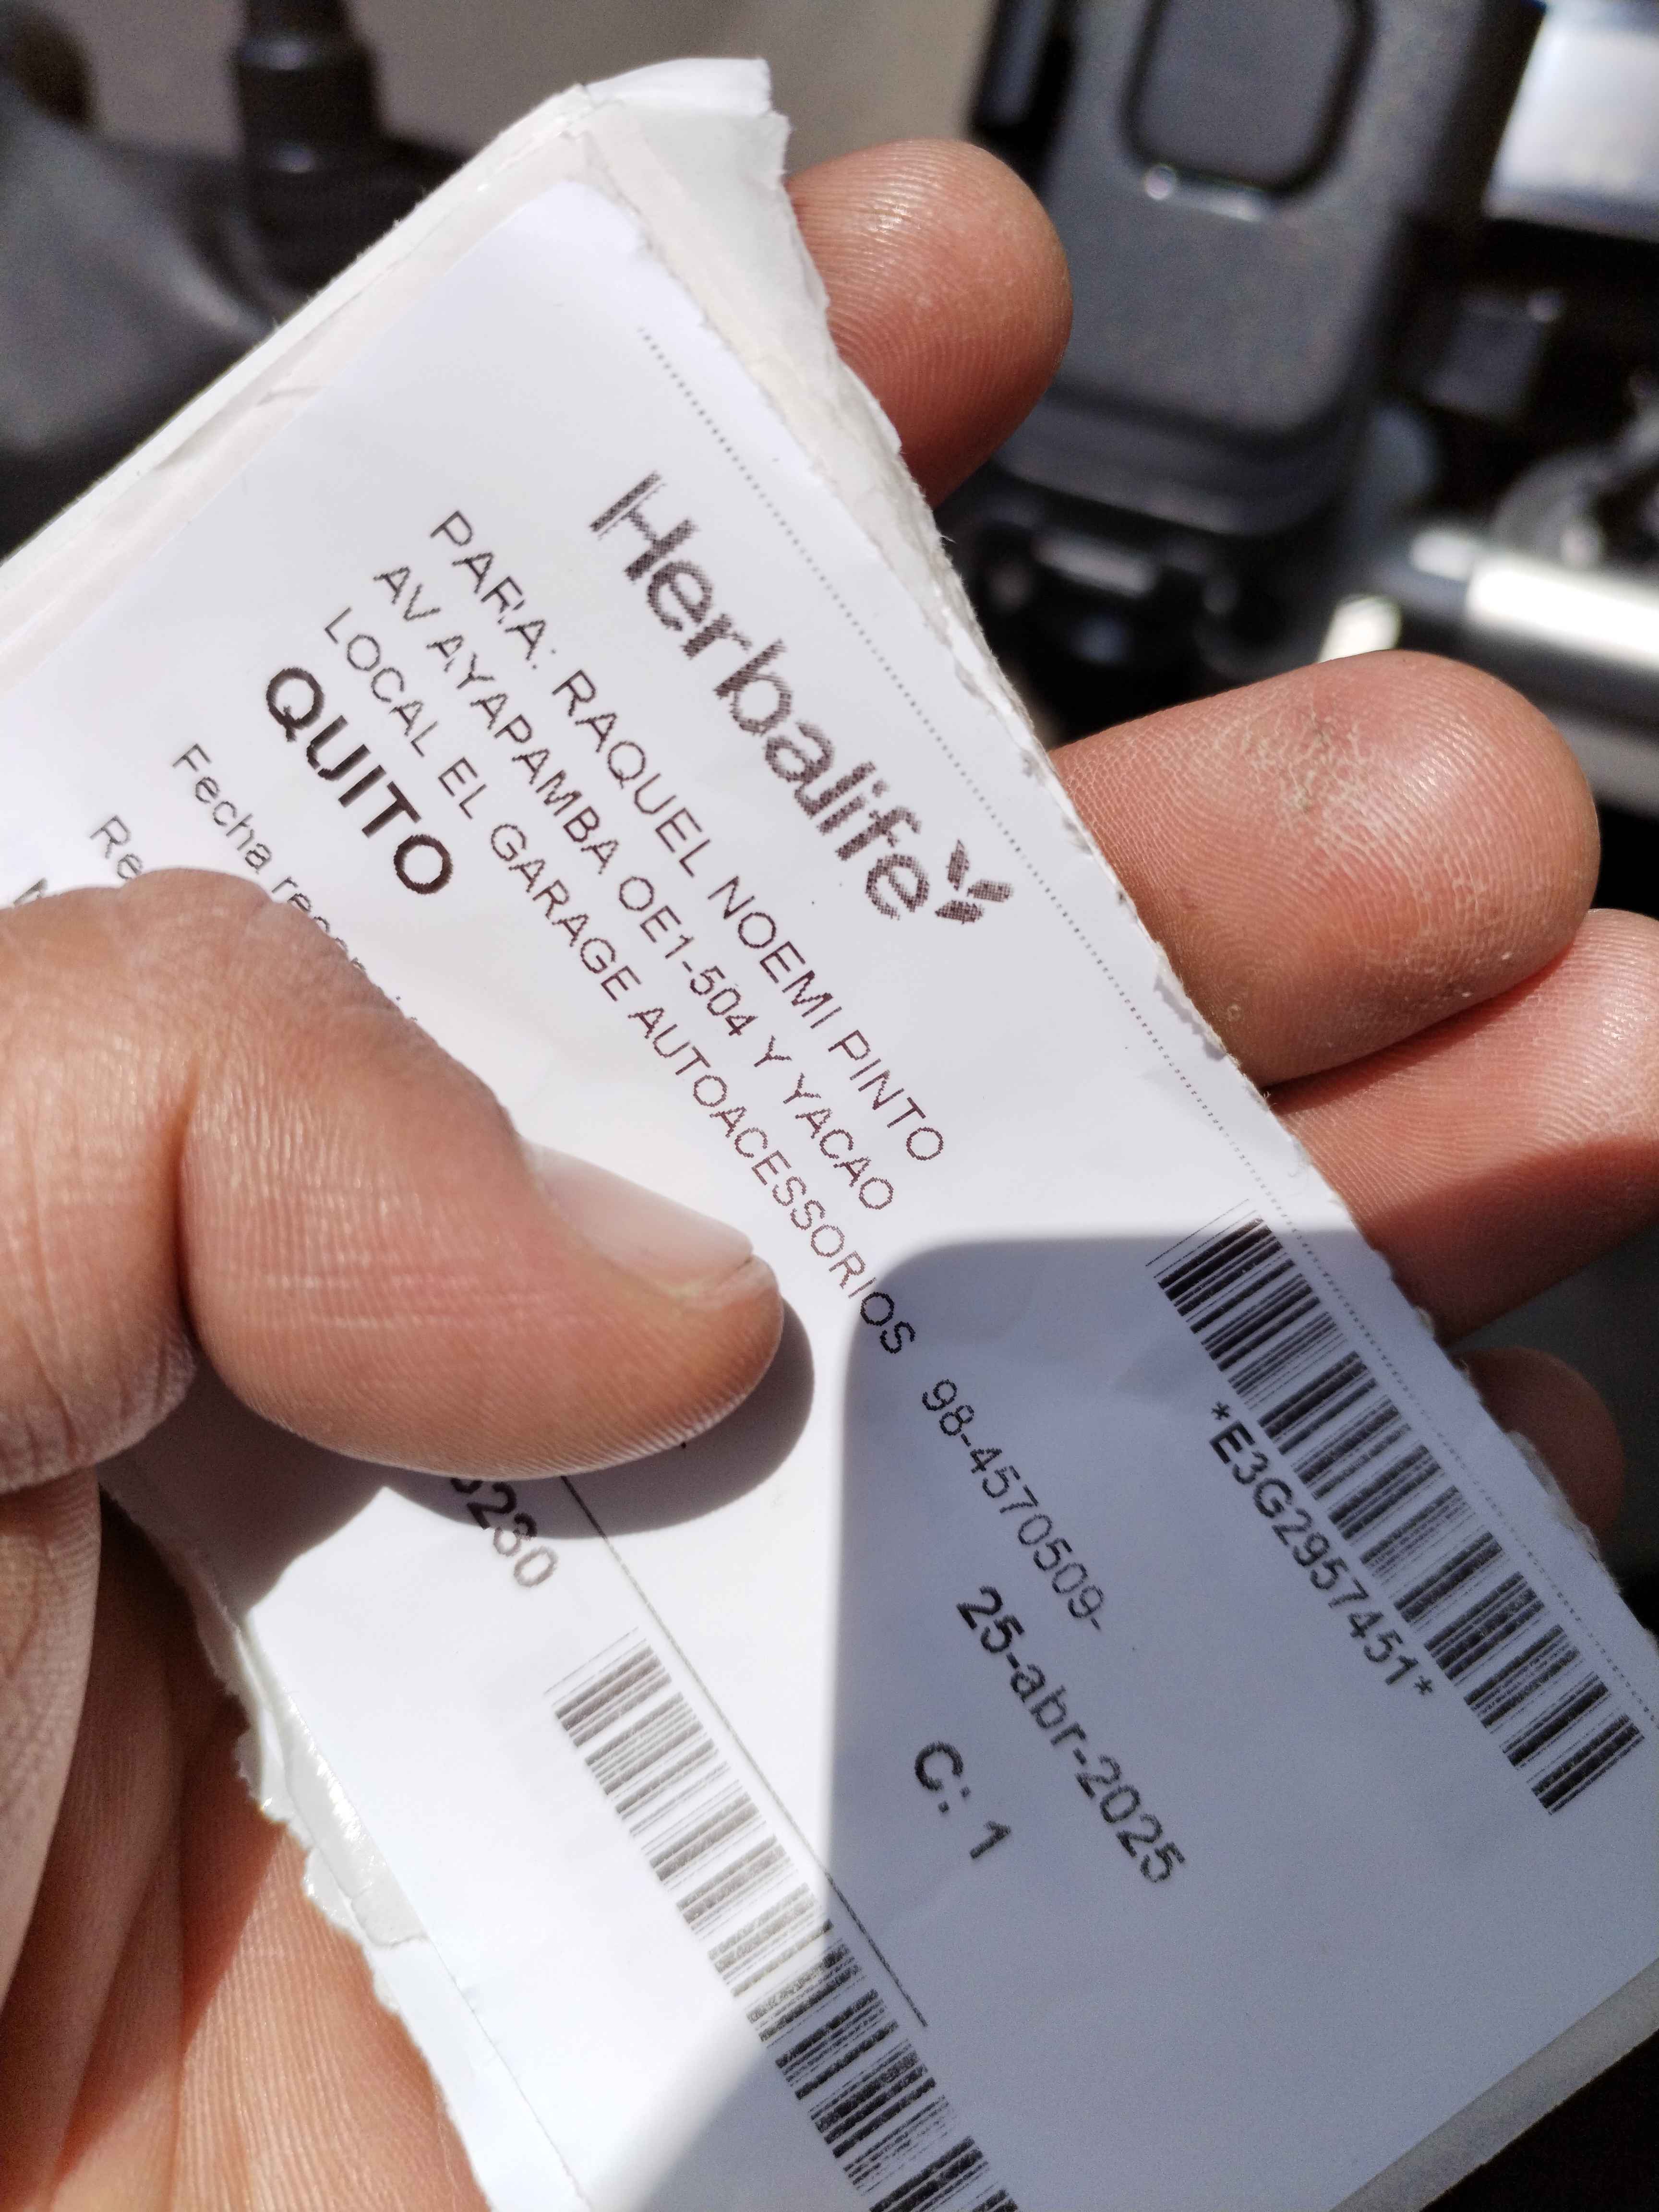 Herbalife
PARA: RAQUEL NOEMI PINTO
AV AYAPAMBA OE1-504 Y YACAO
LOCAL EL GARAGE AUTOACESSORIOS
QUITO
98-4570509-
*E3G2957451*
25-abr-2025
C: 1
Fecha
230